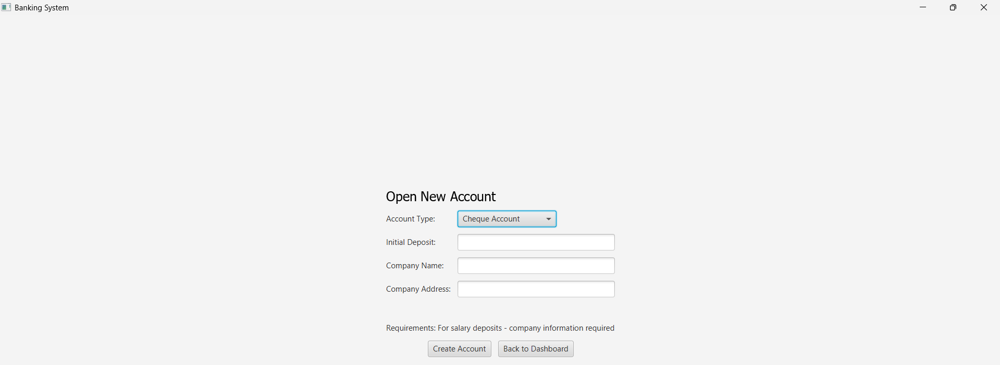 Banking System
Open New Account
Account Type: Cheque Account
Initial Deposit:
Company Name:
Company Address:
Requirements: For salary deposits - company information required
Create Account Back to Dashboard